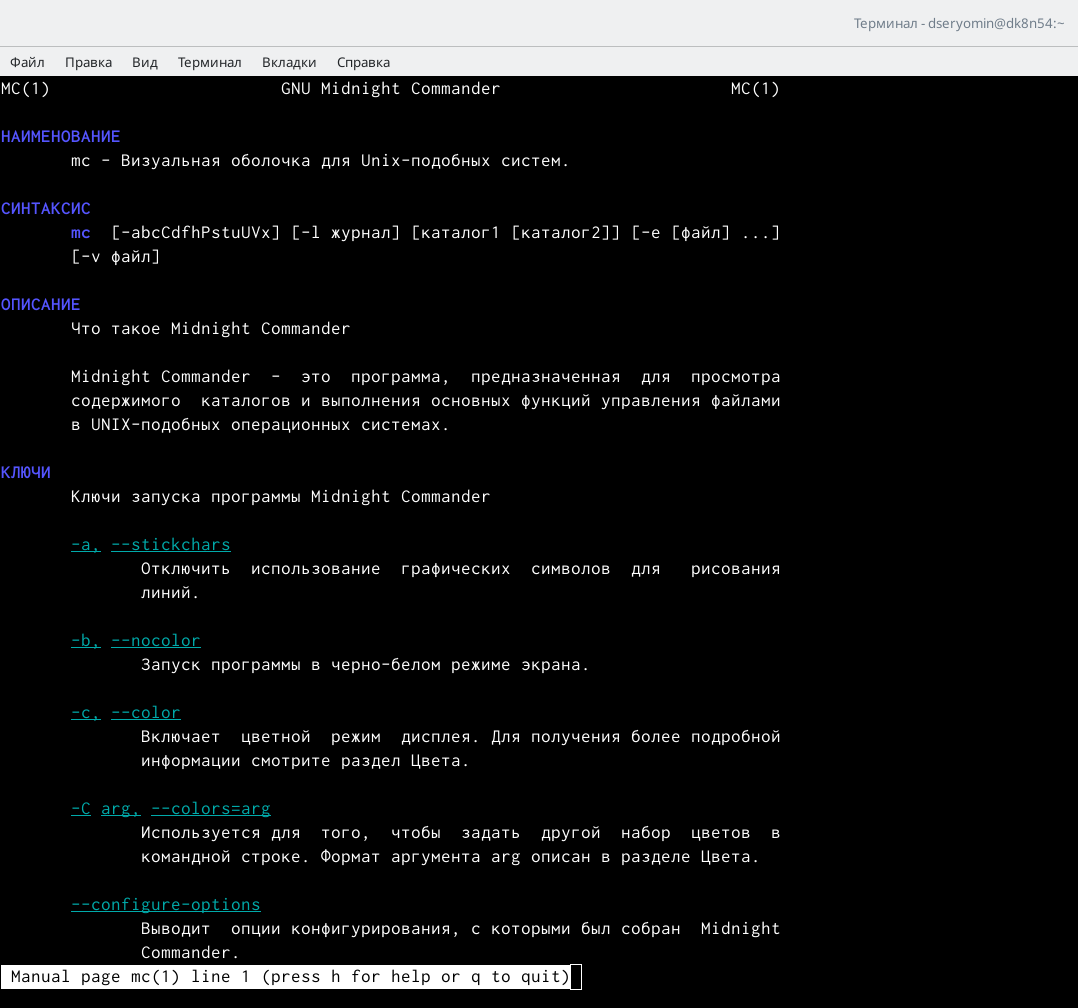 Терминал - dseryomin@dk8n54:~
Файл Правка Вид Терминал Вкладки Справка
MC(1) GNU Midnight Commander MC(1)
НАИМЕНОВАНИЕ
mc - Визуальная оболочка для Unix-подобных систем.
СИНТАКСИС
mc [-abcCdfhPstuUVx] [-l журнал] [каталог1 [каталог2]] [-e [файл] ...]
[-v файл]
ОПИСАНИЕ
Что такое Midnight Commander
Midnight Commander - это программа, предназначенная для просмотра
содержимого каталогов и выполнения основных функций управления файлами
в UNIX-подобных операционных системах.
КЛЮЧИ
Ключи запуска программы Midnight Commander
-a, --stickchars
Отключить использование графических символов для рисования
линий.
-b, --nocolor
Запуск программы в черно-белом режиме экрана.
-c, --color
Включает цветной режим дисплея. Для получения более подробной
информации смотрите раздел Цвета.
-C arg, --colors=arg
Используется для того, чтобы задать другой набор цветов в
командной строке. Формат аргумента arg описан в разделе Цвета.
--configure-options
Выводит опции конфигурирования, с которыми был собран Midnight
Commander.
Manual page mc(1) line 1 (press h for help or q to quit)